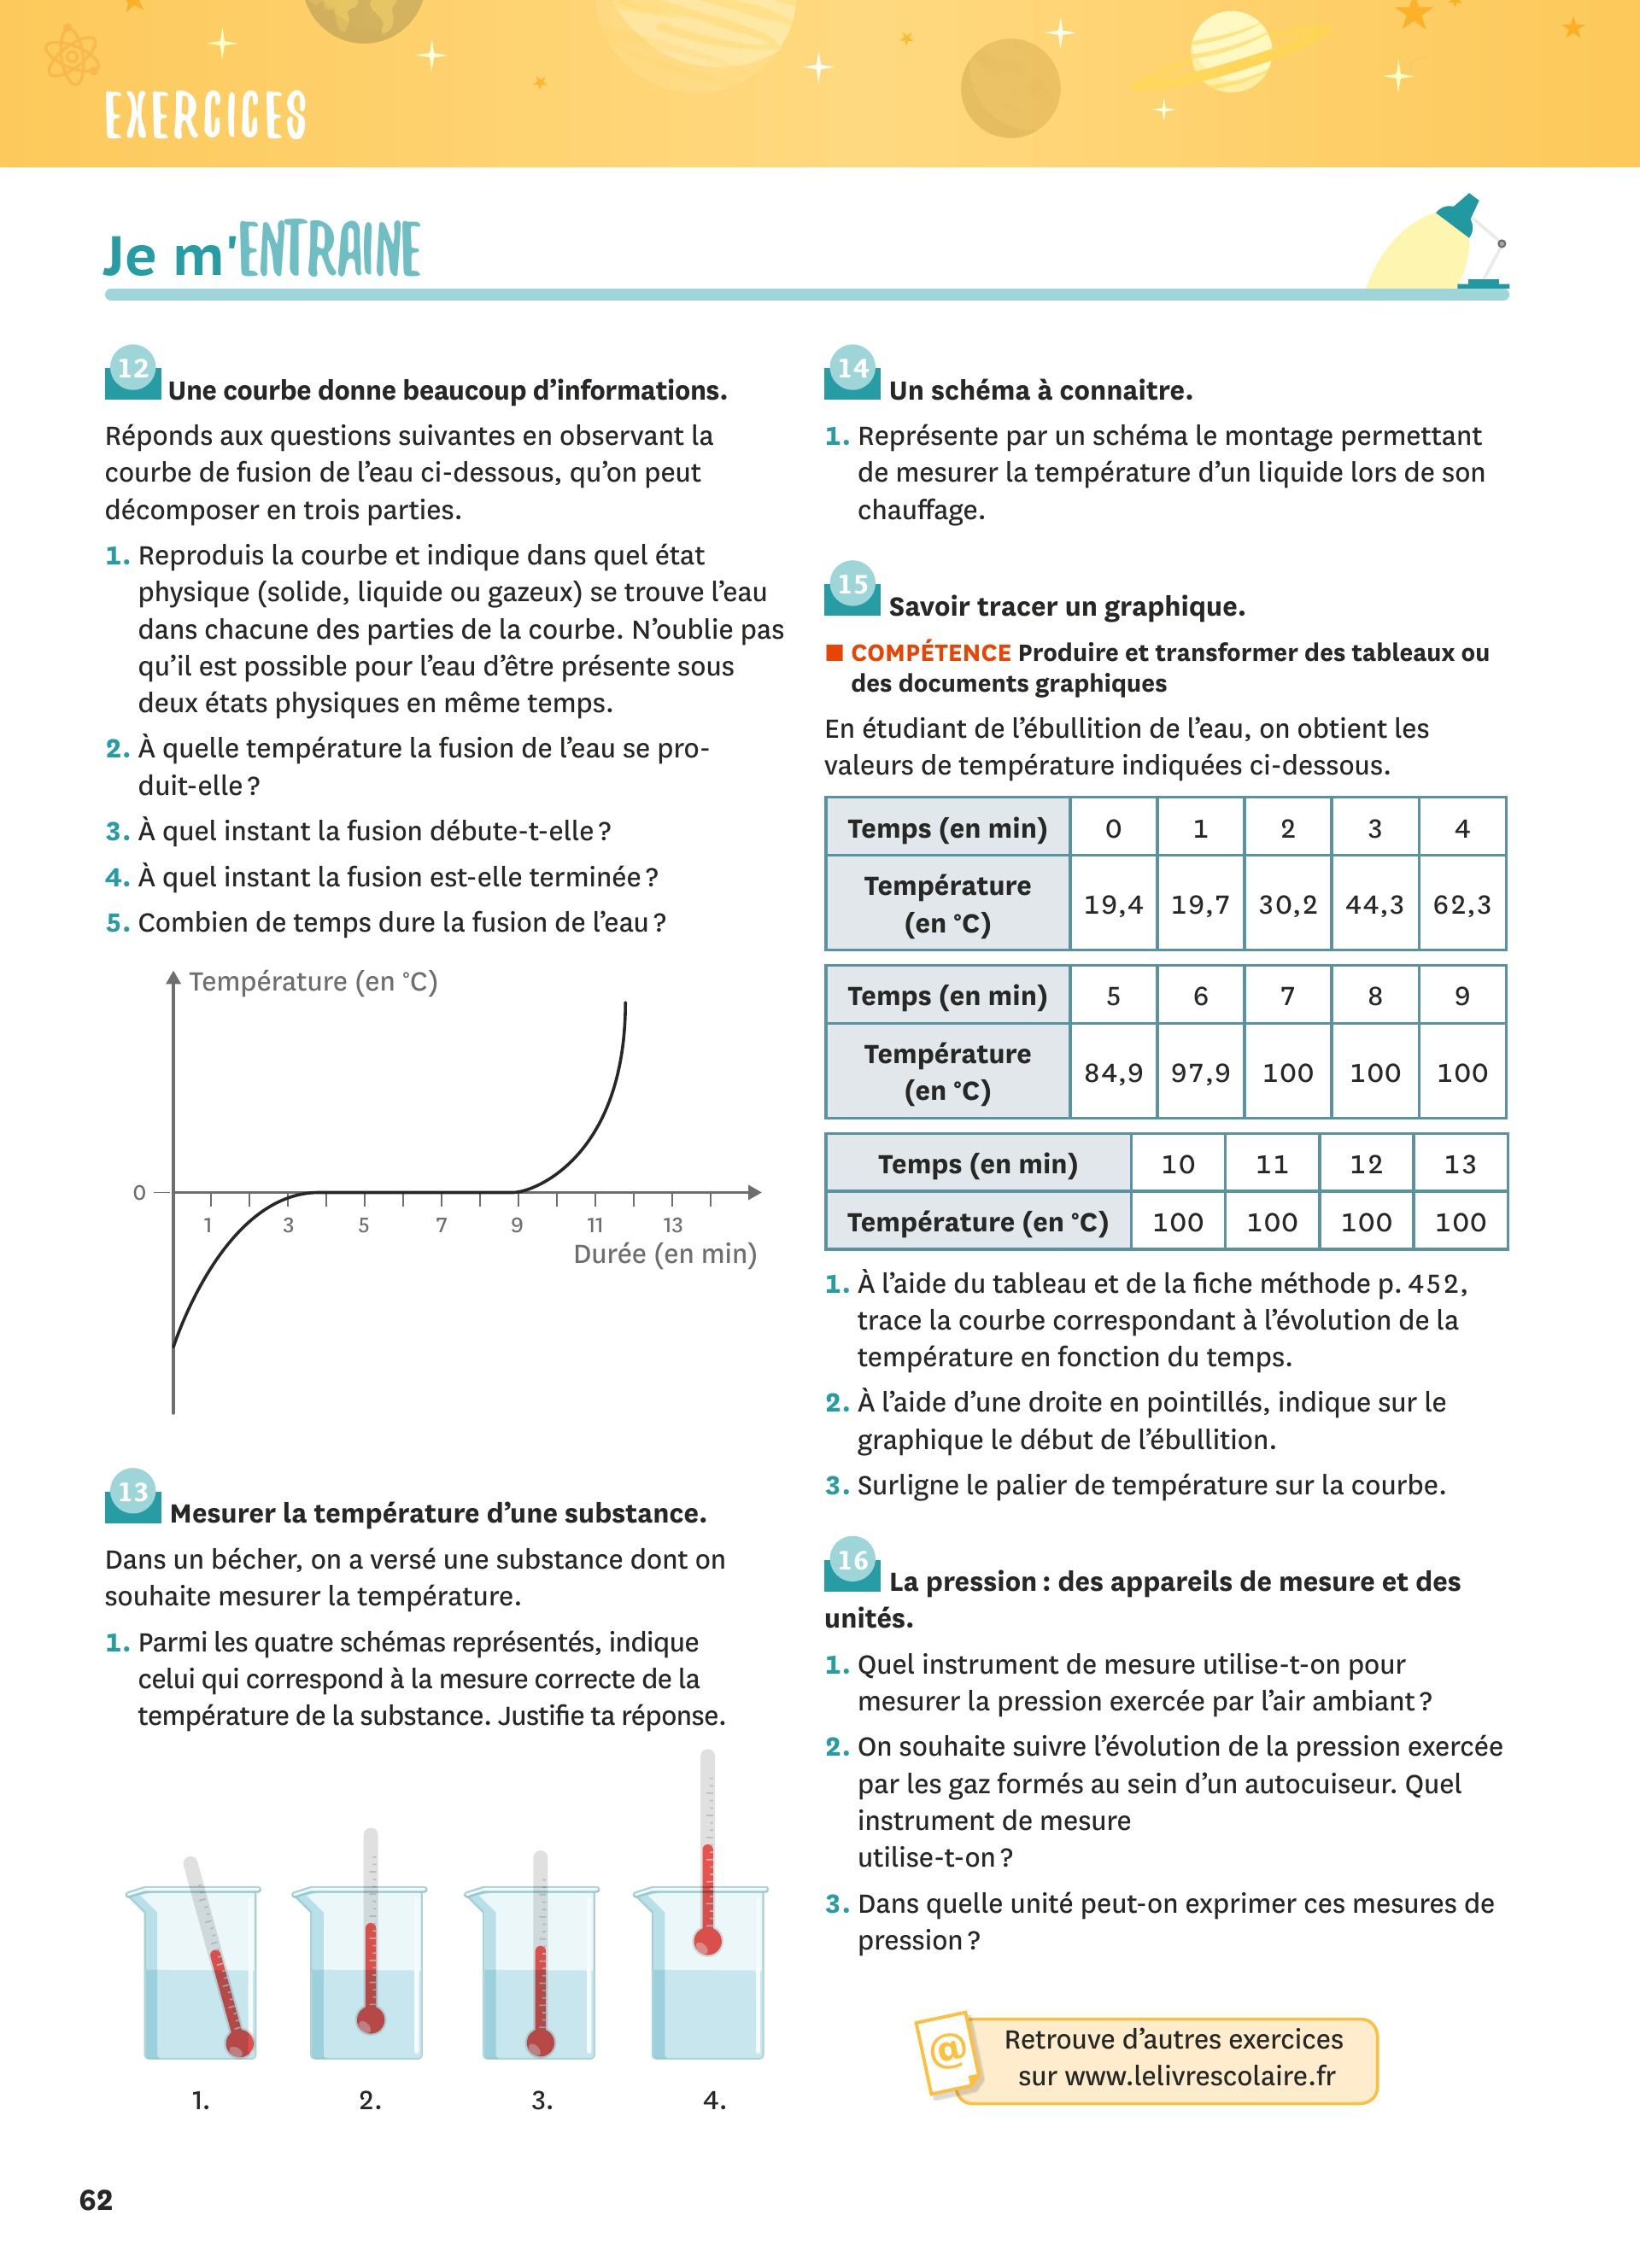 EXERCICES
Je m'ENTRAINE
12 Une courbe donne beaucoup d’informations.
Réponds aux questions suivantes en observant la
courbe de fusion de l’eau ci-dessous, qu’on peut
décomposer en trois parties.
1. Reproduis la courbe et indique dans quel état
physique (solide, liquide ou gazeux) se trouve l’eau
dans chacune des parties de la courbe. N’oublie pas
qu’il est possible pour l’eau d’être présente sous
deux états physiques en même temps.
2. À quelle température la fusion de l’eau se pro-
duit-elle ?
3. À quel instant la fusion débute-t-elle ?
4. À quel instant la fusion est-elle terminée ?
5. Combien de temps dure la fusion de l’eau ?
Température (en °C)
0
1 3 5 7 9 11 13
Durée (en min)
13 Mesurer la température d’une substance.
Dans un bécher, on a versé une substance dont on
souhaite mesurer la température.
1. Parmi les quatre schémas représentés, indique
celui qui correspond à la mesure correcte de la
température de la substance. Justifie ta réponse.
1. 2. 3. 4.
14 Un schéma à connaitre.
1. Représente par un schéma le montage permettant
de mesurer la température d’un liquide lors de son
chauffage.
15 Savoir tracer un graphique.
COMPÉTENCE Produire et transformer des tableaux ou
des documents graphiques
En étudiant de l’ébullition de l’eau, on obtient les
valeurs de température indiquées ci-dessous.
Temps (en min) 0 1 2 3 4
Température
(en °C) 19,4 19,7 30,2 44,3 62,3
Temps (en min) 5 6 7 8 9
Température
(en °C) 84,9 97,9 100 100 100
Temps (en min) 10 11 12 13
Température (en °C) 100 100 100 100
1. À l’aide du tableau et de la fiche méthode p. 452,
trace la courbe correspondant à l’évolution de la
température en fonction du temps.
2. À l’aide d’une droite en pointillés, indique sur le
graphique le début de l’ébullition.
3. Surligne le palier de température sur la courbe.
16 La pression : des appareils de mesure et des
unités.
1. Quel instrument de mesure utilise-t-on pour
mesurer la pression exercée par l’air ambiant ?
2. On souhaite suivre l’évolution de la pression exercée
par les gaz formés au sein d’un autocuiseur. Quel
instrument de mesure
utilise-t-on ?
3. Dans quelle unité peut-on exprimer ces mesures de
pression ?
@
Retrouve d’autres exercices
sur www.lelivrescolaire.fr
62